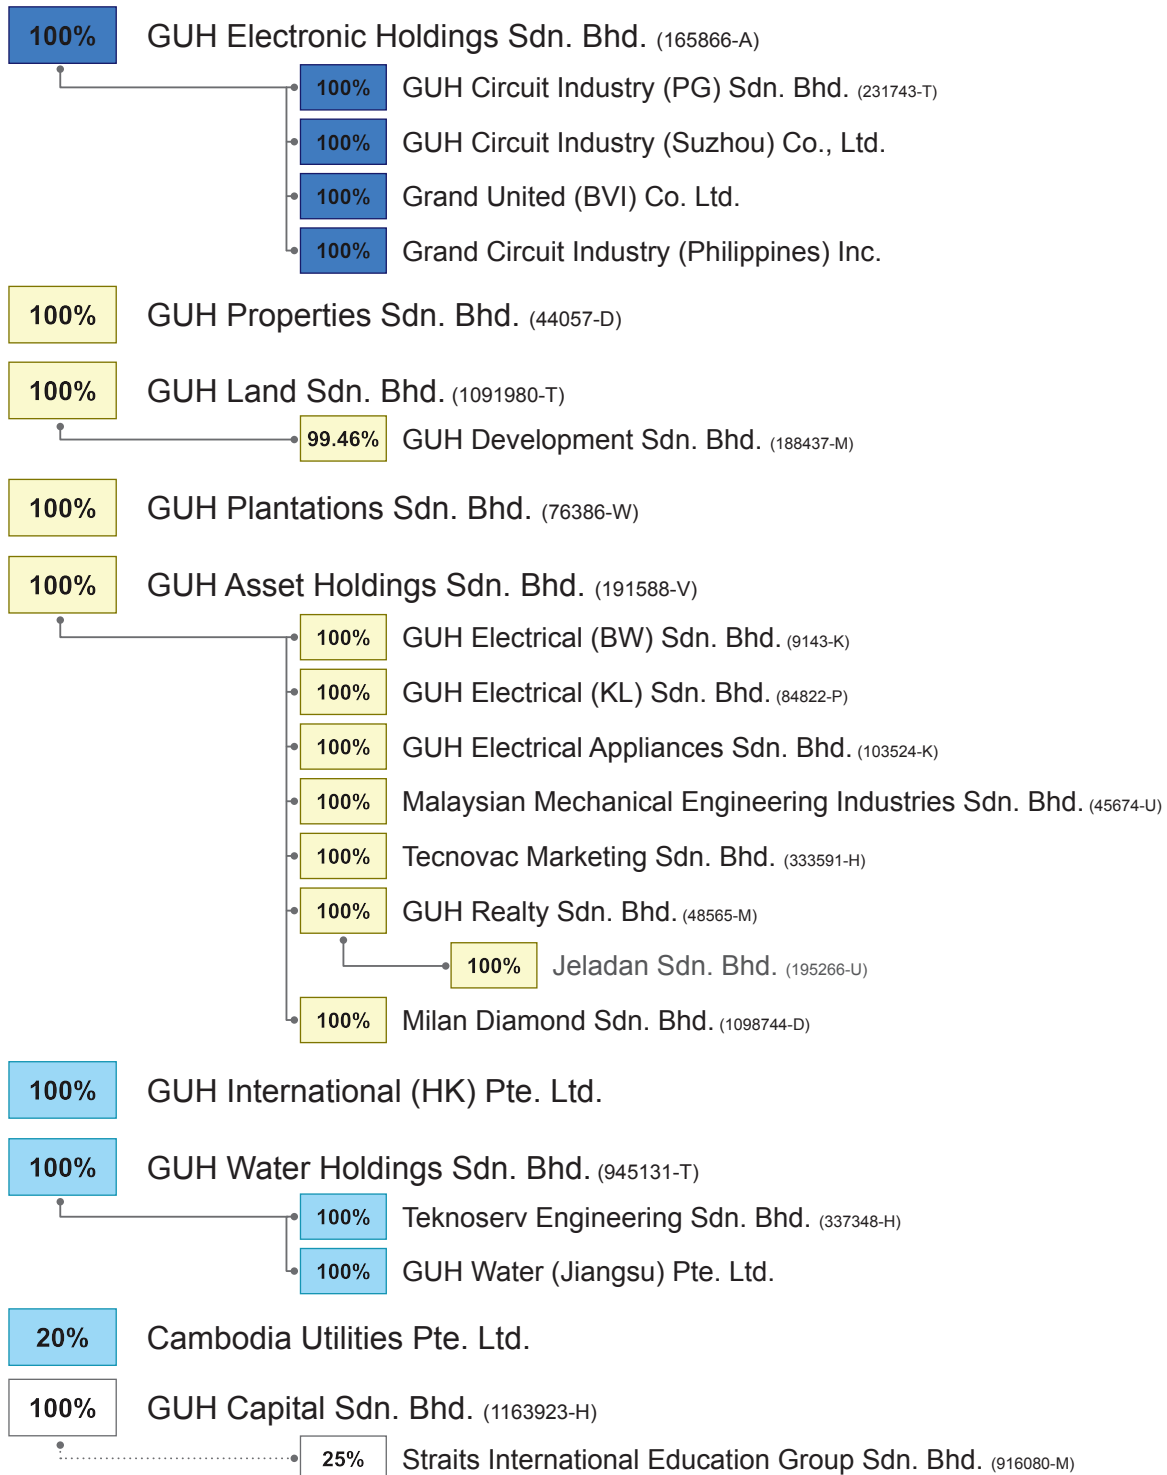 100% GUH Electronic Holdings Sdn. Bhd. (165866-A)
100% GUH Circuit Industry (PG) Sdn. Bhd. (231743-T)
100% GUH Circuit Industry (Suzhou) Co., Ltd.
100% Grand United (BVI) Co. Ltd.
100% Grand Circuit Industry (Philippines) Inc.
100% GUH Properties Sdn. Bhd. (44057-D)
100% GUH Land Sdn. Bhd. (1091980-T)
99.46% GUH Development Sdn. Bhd. (188437-M)
100% GUH Plantations Sdn. Bhd. (76386-W)
100% GUH Asset Holdings Sdn. Bhd. (191588-V)
100% GUH Electrical (BW) Sdn. Bhd. (9143-K)
100% GUH Electrical (KL) Sdn. Bhd. (84822-P)
100% GUH Electrical Appliances Sdn. Bhd. (103524-K)
100% Malaysian Mechanical Engineering Industries Sdn. Bhd. (45674-U)
100% Tecnovac Marketing Sdn. Bhd. (333591-H)
100% GUH Realty Sdn. Bhd. (48565-M)
100% Jeladan Sdn. Bhd. (195266-U)
100% Milan Diamond Sdn. Bhd. (1098744-D)
100% GUH International (HK) Pte. Ltd.
100% GUH Water Holdings Sdn. Bhd. (945131-T)
100% Teknoserv Engineering Sdn. Bhd. (337348-H)
100% GUH Water (Jiangsu) Pte. Ltd.
20% Cambodia Utilities Pte. Ltd.
100% GUH Capital Sdn. Bhd. (1163923-H)
25% Straits International Education Group Sdn. Bhd. (916080-M)